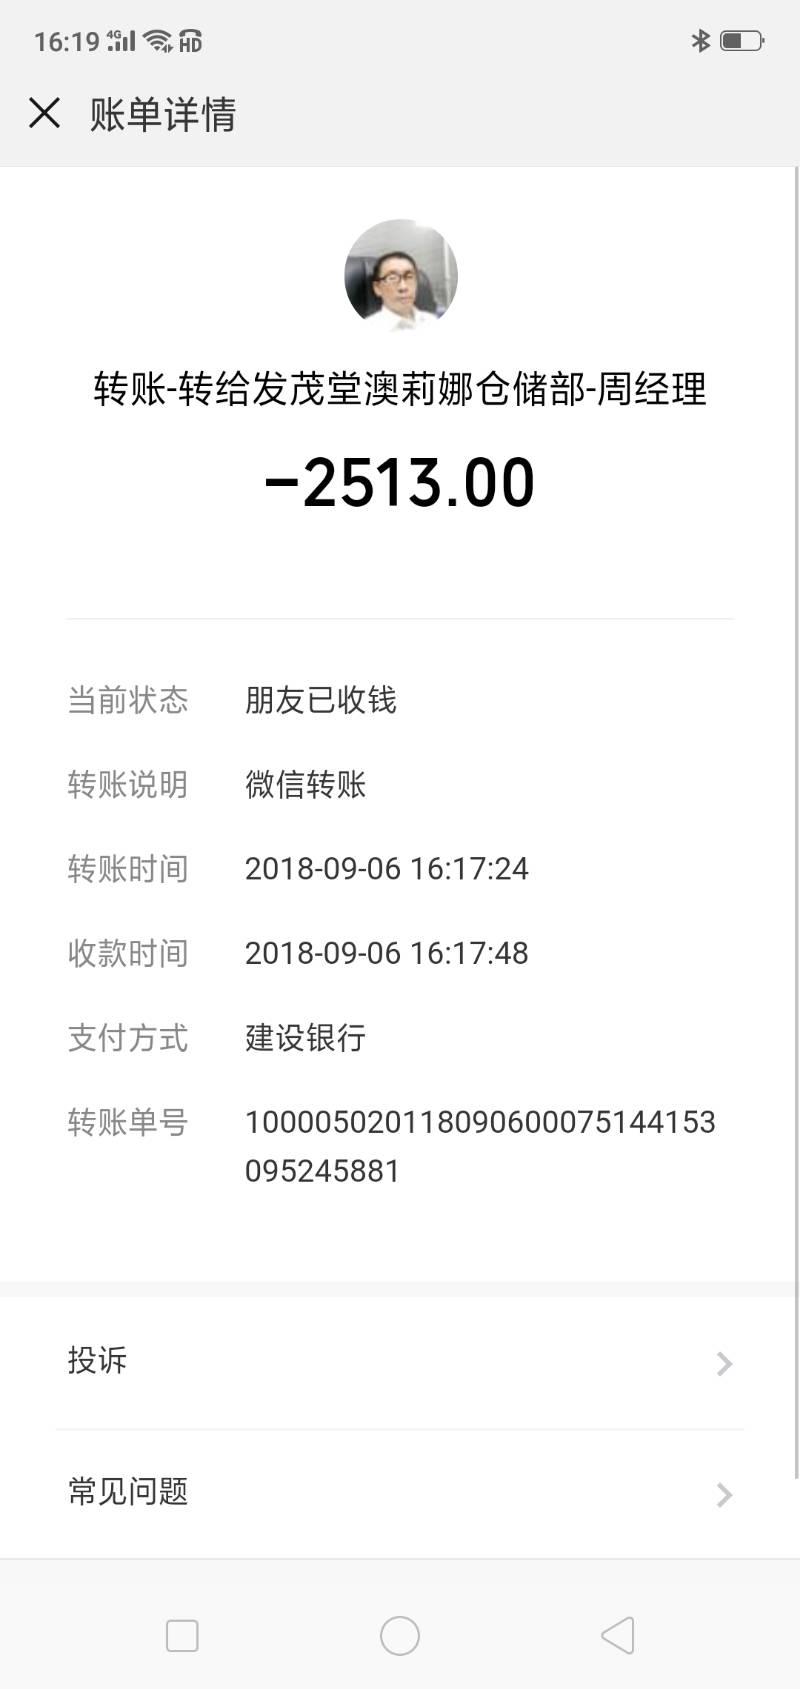 16:19 4G HD
账单详情
转账-转给发茂堂澳莉娜仓储部-周经理
-2513.00
当前状态 朋友已收钱
转账说明 微信转账
转账时间 2018-09-06 16:17:24
收款时间 2018-09-06 16:17:48
支付方式 建设银行
转账单号 100005020118090600075144153
095245881
投诉
常见问题